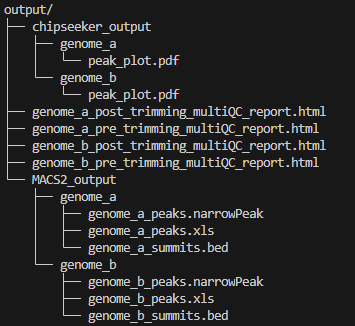 output/
├── chipseeker_output
│   ├── genome_a
│   │   └── peak_plot.pdf
│   └── genome_b
│       └── peak_plot.pdf
├── genome_a_post_trimming_multiQC_report.html
├── genome_a_pre_trimming_multiQC_report.html
├── genome_b_post_trimming_multiQC_report.html
├── genome_b_pre_trimming_multiQC_report.html
└── MACS2_output
    ├── genome_a
    │   ├── genome_a_peaks.narrowPeak
    │   ├── genome_a_peaks.xls
    │   └── genome_a_summits.bed
    └── genome_b
        ├── genome_b_peaks.narrowPeak
        ├── genome_b_peaks.xls
        └── genome_b_summits.bed